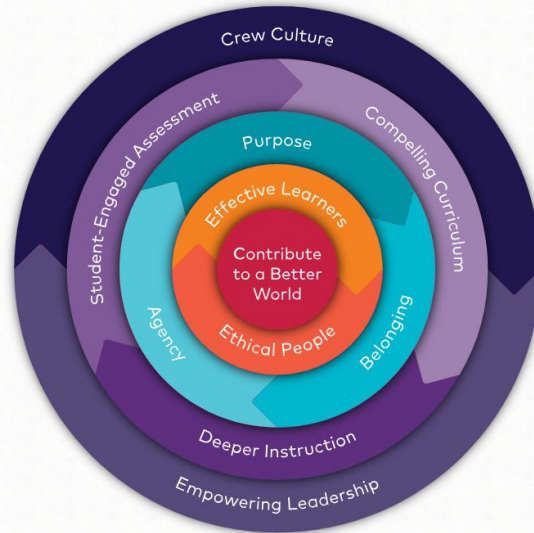 Crew Culture
Student-Engaged Assessment
Compelling Curriculum
Purpose
Effective Learners
Contribute
to a Better
World
Ethical People
Agency
Belonging
Deeper Instruction
Empowering Leadership